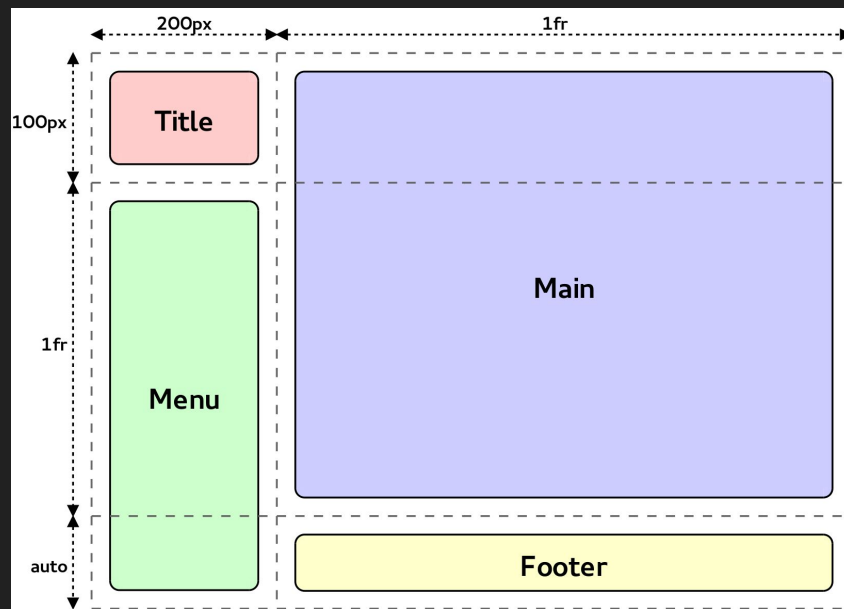 200px
1fr
100px
Title
Main
1fr
Menu
auto
Footer